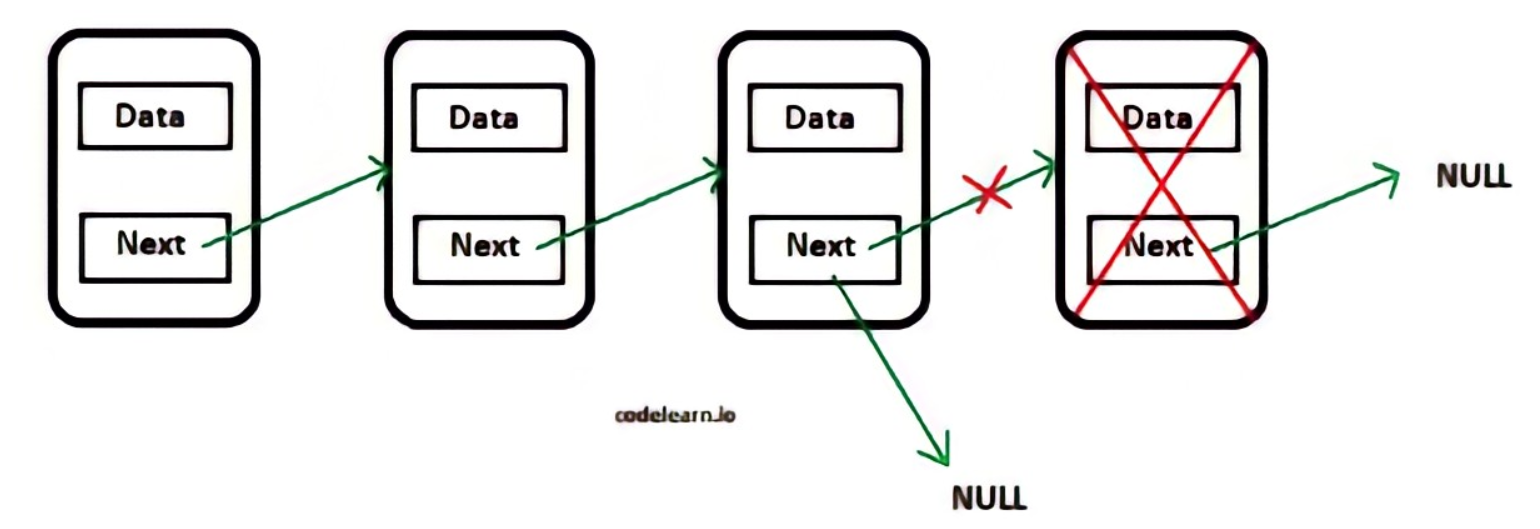 Data
Next
Data
Next
Data
Next
Data
Next
NULL
codelearn.io
NULL